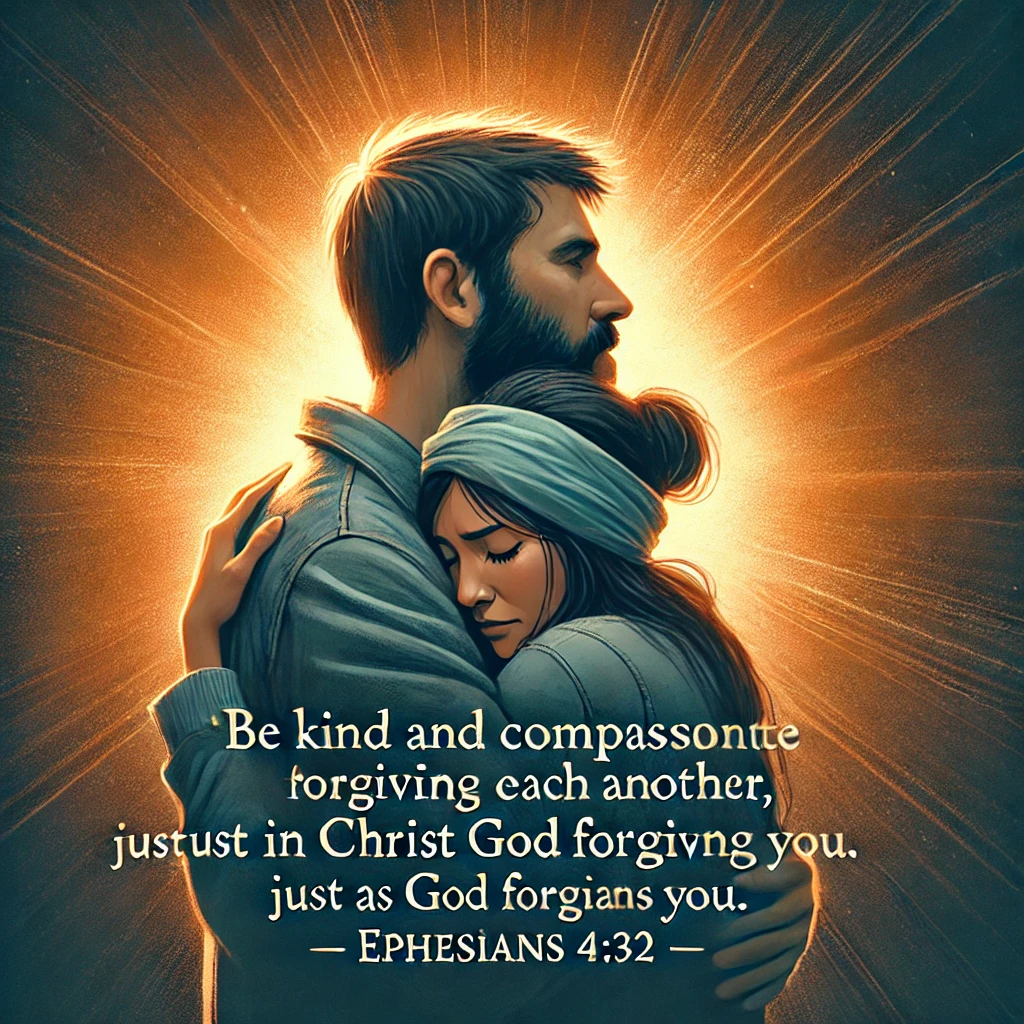 'Be kind and compassontte
forgiving each another,
justust in Christ God forgivng you.
just as God forgians you.
— EPHESIANS 4:32 —